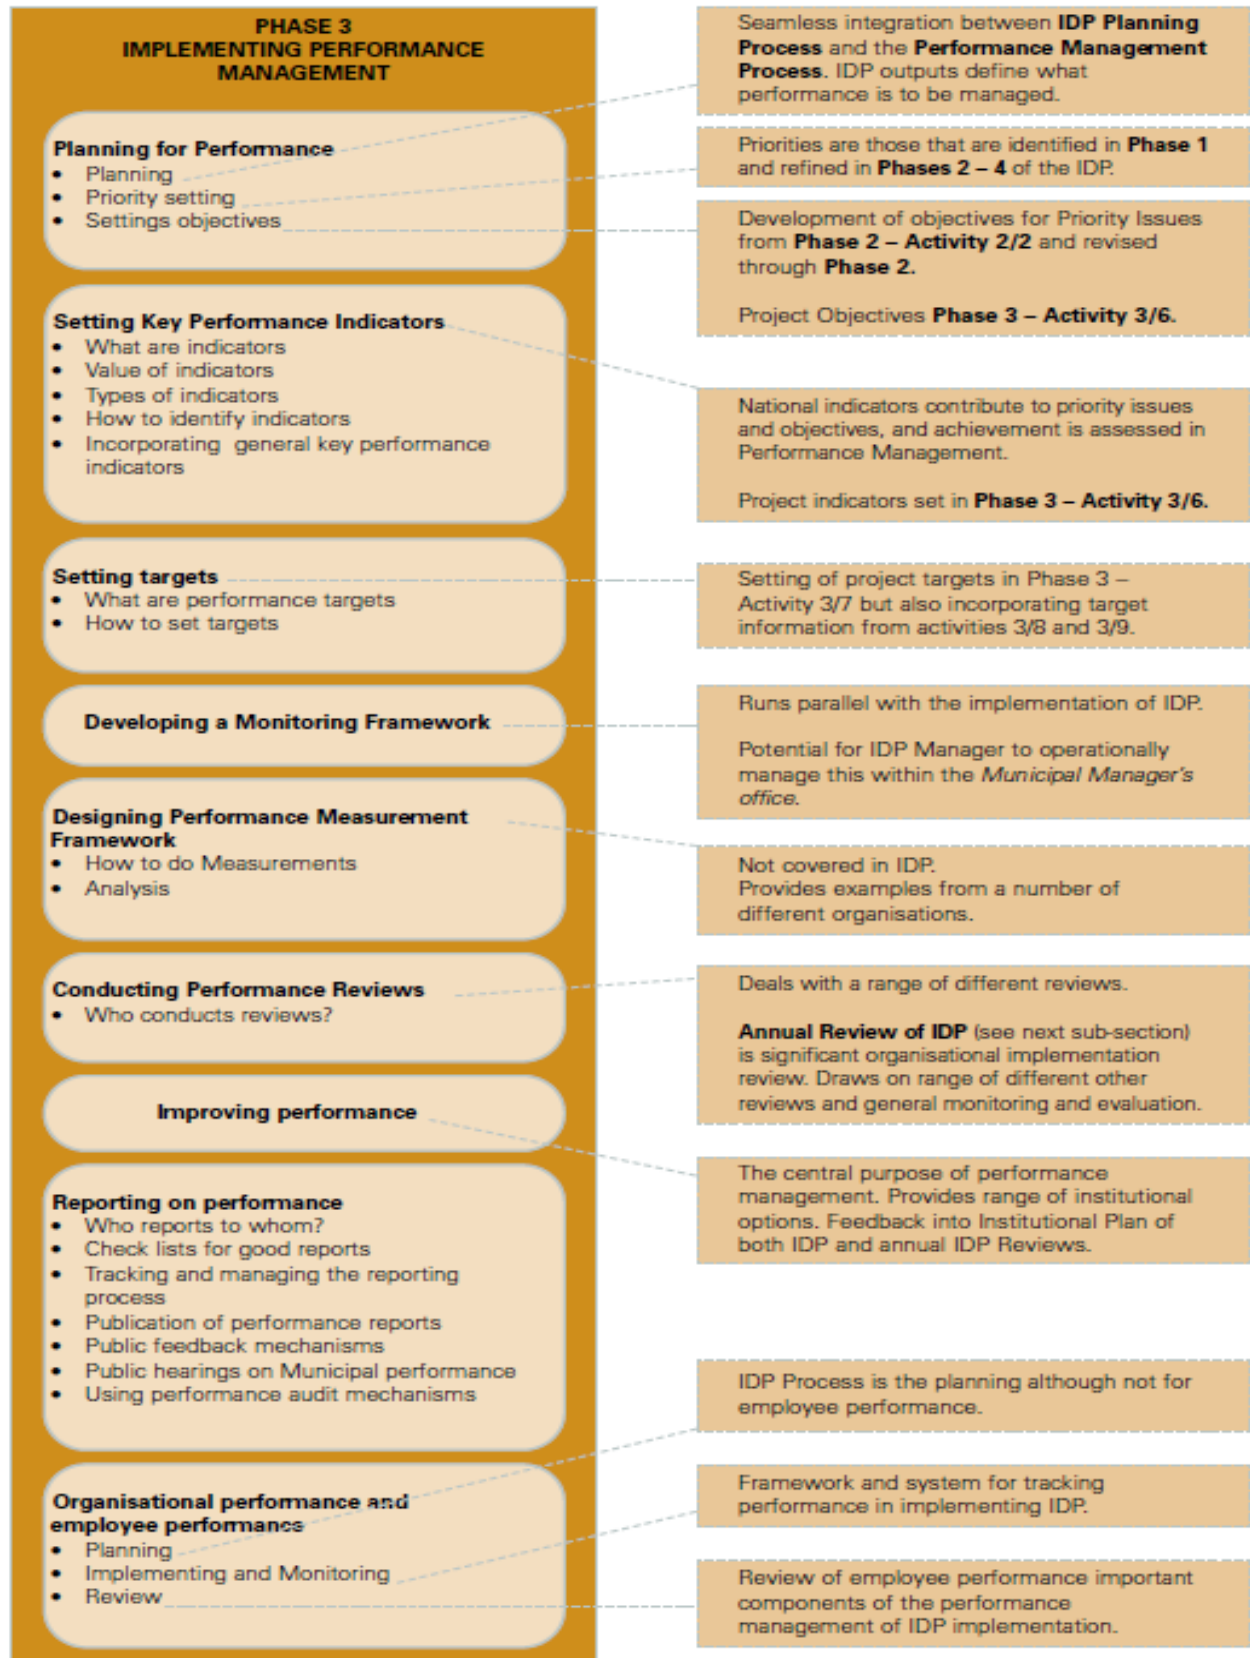 PHASE 3
IMPLEMENTING PERFORMANCE
MANAGEMENT
Planning for Performance
• Planning
• Priority setting
• Settings objectives
Setting Key Performance Indicators
• What are indicators
• Value of indicators
• Types of indicators
• How to identify indicators
• Incorporating general key performance
indicators
Setting targets
• What are performance targets
• How to set targets
Developing a Monitoring Framework
Designing Performance Measurement
Framework
• How to do Measurements
• Analysis
Conducting Performance Reviews
• Who conducts reviews?
Improving performance
Reporting on performance
• Who reports to whom?
• Check lists for good reports
• Tracking and managing the reporting
process
• Publication of performance reports
• Public feedback mechanisms
• Public hearings on Municipal performance
• Using performance audit mechanisms
Organisational performance and
employee performance
• Planning
• Implementing and Monitoring
• Review
Seamless integration between IDP Planning
Process and the Performance Management
Process. IDP outputs define what
performance is to be managed.
Priorities are those that are identified in Phase 1
and refined in Phases 2 – 4 of the IDP.
Development of objectives for Priority Issues
from Phase 2 – Activity 2/2 and revised
through Phase 2.
Project Objectives Phase 3 – Activity 3/6.
National indicators contribute to priority issues
and objectives, and achievement is assessed in
Performance Management.
Project indicators set in Phase 3 – Activity 3/6.
Setting of project targets in Phase 3 –
Activity 3/7 but also incorporating target
information from activities 3/8 and 3/9.
Runs parallel with the implementation of IDP.
Potential for IDP Manager to operationally
manage this within the Municipal Manager's
office.
Not covered in IDP.
Provides examples from a number of
different organisations.
Deals with a range of different reviews.
Annual Review of IDP (see next sub-section)
is significant organisational implementation
review. Draws on range of different other
reviews and general monitoring and evaluation.
The central purpose of performance
management. Provides range of institutional
options. Feedback into Institutional Plan of
both IDP and annual IDP Reviews.
IDP Process is the planning although not for
employee performance.
Framework and system for tracking
performance in implementing IDP.
Review of employee performance important
components of the performance
management of IDP implementation.